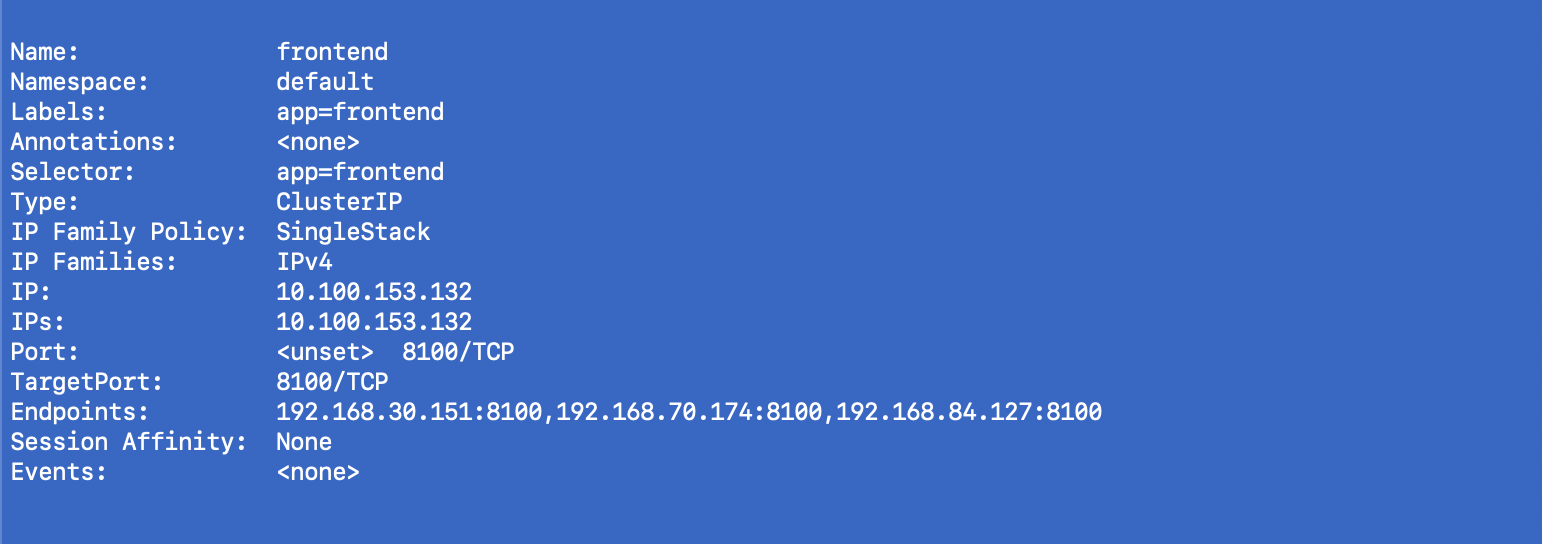 Name:              frontend
Namespace:         default
Labels:            app=frontend
Annotations:       <none>
Selector:          app=frontend
Type:              ClusterIP
IP Family Policy:  SingleStack
IP Families:       IPv4
IP:                10.100.153.132
IPs:               10.100.153.132
Port:              <unset>  8100/TCP
TargetPort:        8100/TCP
Endpoints:         192.168.30.151:8100,192.168.70.174:8100,192.168.84.127:8100
Session Affinity:  None
Events:            <none>